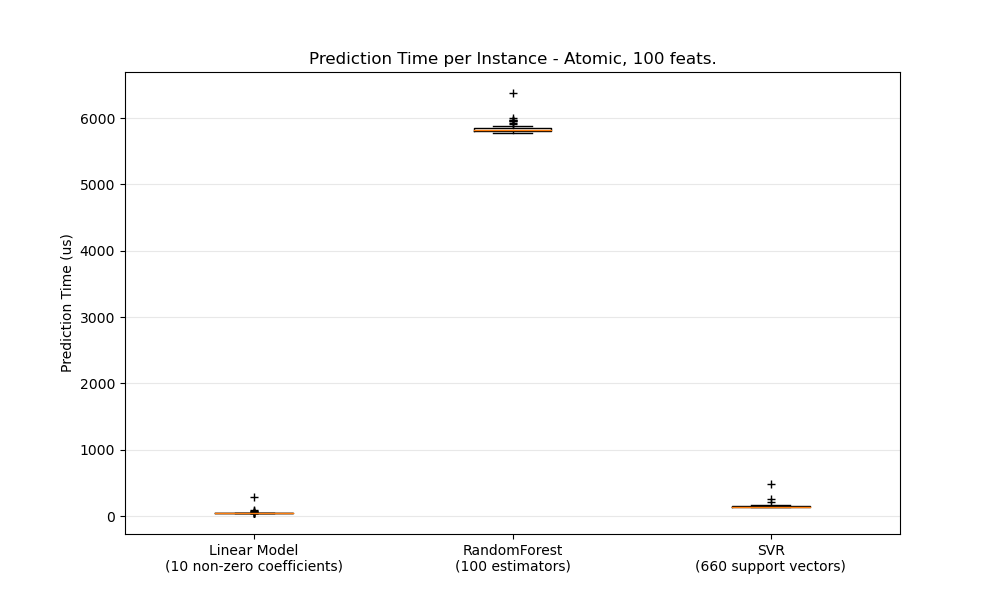 Prediction Time per Instance - Atomic, 100 feats.
Prediction Time (us)
6000
5000
4000
3000
2000
1000
0
Linear Model
(10 non-zero coefficients)
RandomForest
(100 estimators)
SVR
(660 support vectors)